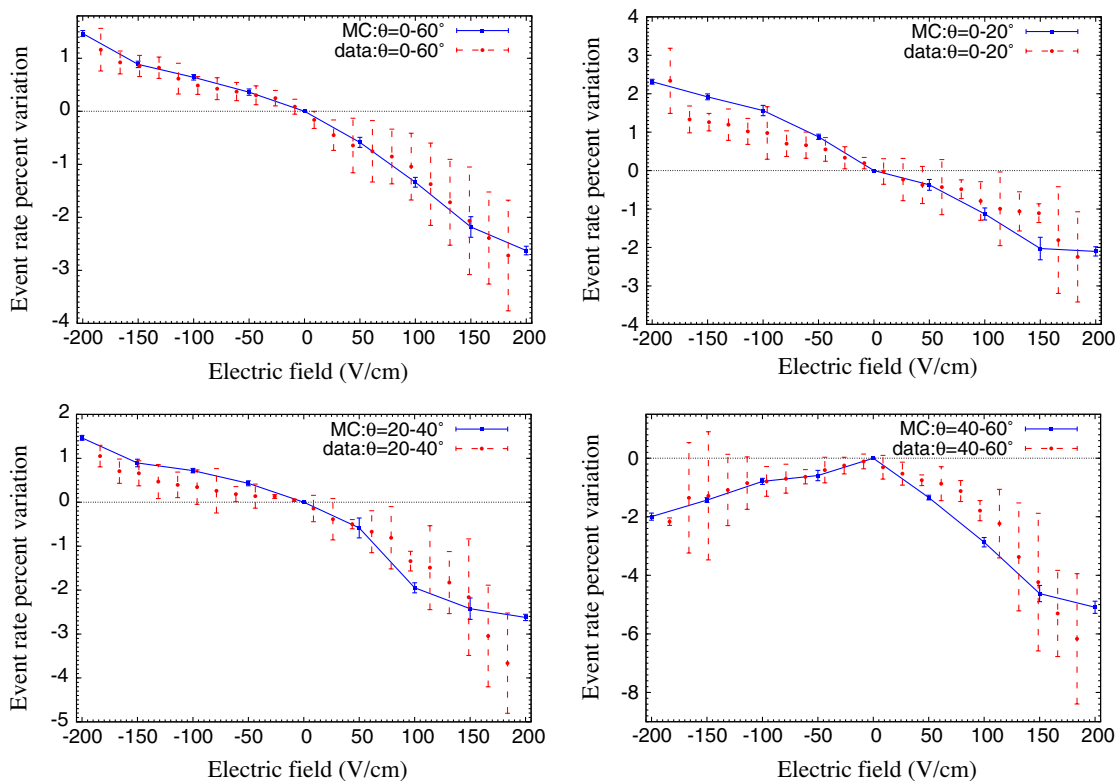 Event rate percent variation
1
0
-1
-2
-3
-4
MC:θ=0-60°
data:θ=0-60°
-200 -150 -100 -50 0 50 100 150 200
Electric field (V/cm)
Event rate percent variation
4
3
2
1
0
-1
-2
-3
-4
MC:θ=0-20°
data:θ=0-20°
-200 -150 -100 -50 0 50 100 150 200
Electric field (V/cm)
Event rate percent variation
2
1
0
-1
-2
-3
-4
-5
MC:θ=20-40°
data:θ=20-40°
-200 -150 -100 -50 0 50 100 150 200
Electric field (V/cm)
Event rate percent variation
0
-2
-4
-6
-8
MC:θ=40-60°
data:θ=40-60°
-200 -150 -100 -50 0 50 100 150 200
Electric field (V/cm)